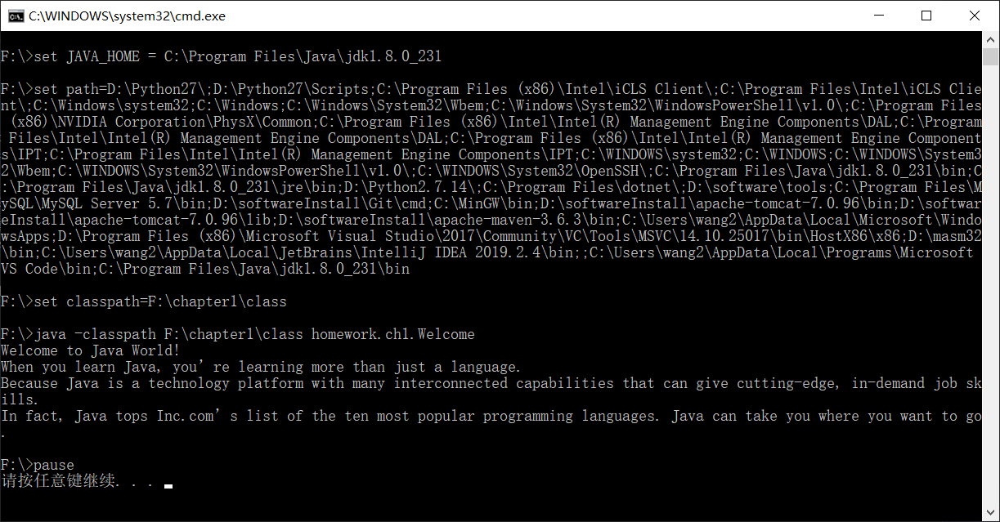 C:\WINDOWS\system32\cmd.exe
F:\>set JAVA_HOME = C:\Program Files\Java\jdk1.8.0_231
F:\>set path=D:\Python27\;D:\Python27\Scripts;C:\Program Files (x86)\Intel\iCLS Client\;C:\Program Files\Intel\iCLS Clie
nt\;C:\Windows\system32;C:\Windows;C:\Windows\System32\Wbem;C:\Windows\System32\WindowsPowerShell\v1.0\;C:\Program Files
 (x86)\NVIDIA Corporation\PhysX\Common;C:\Program Files (x86)\Intel\Intel(R) Management Engine Components\DAL;C:\Program
 Files\Intel\Intel(R) Management Engine Components\DAL;C:\Program Files (x86)\Intel\Intel(R) Management Engine Component
s\IPT;C:\Program Files\Intel\Intel(R) Management Engine Components\IPT;C:\WINDOWS\system32;C:\WINDOWS;C:\WINDOWS\System3
2\Wbem;C:\WINDOWS\System32\WindowsPowerShell\v1.0\;C:\WINDOWS\System32\OpenSSH\;C:\Program Files\Java\jdk1.8.0_231\bin;C
:\Program Files\Java\jdk1.8.0_231\jre\bin;D:\Python2.7.14\;C:\Program Files\dotnet\;D:\software\tools;C:\Program Files\M
ySQL\MySQL Server 5.7\bin;D:\softwareInstall\Git\cmd;C:\MinGW\bin;D:\softwareInstall\apache-tomcat-7.0.96\bin;D:\softwar
eInstall\apache-tomcat-7.0.96\lib;D:\softwareInstall\apache-maven-3.6.3\bin;C:\Users\wang2\AppData\Local\Microsoft\Windo
wsApps;D:\Program Files (x86)\Microsoft Visual Studio\2017\Community\VC\Tools\MSVC\14.10.25017\bin\HostX86\x86;D:\masm32
\bin;C:\Users\wang2\AppData\Local\JetBrains\IntelliJ IDEA 2019.2.4\bin;;C:\Users\wang2\AppData\Local\Programs\Microsoft
VS Code\bin;C:\Program Files\Java\jdk1.8.0_231\bin
F:\>set classpath=F:\chapter1\class
F:\>java -classpath F:\chapter1\class homework.ch1.Welcome
Welcome to Java World!
When you learn Java, you’re learning more than just a language.
Because Java is a technology platform with many interconnected capabilities that can give cutting-edge, in-demand job sk
ills.
In fact, Java tops Inc.com’s list of the ten most popular programming languages. Java can take you where you want to go
.
F:\>pause
请按任意键继续. . .